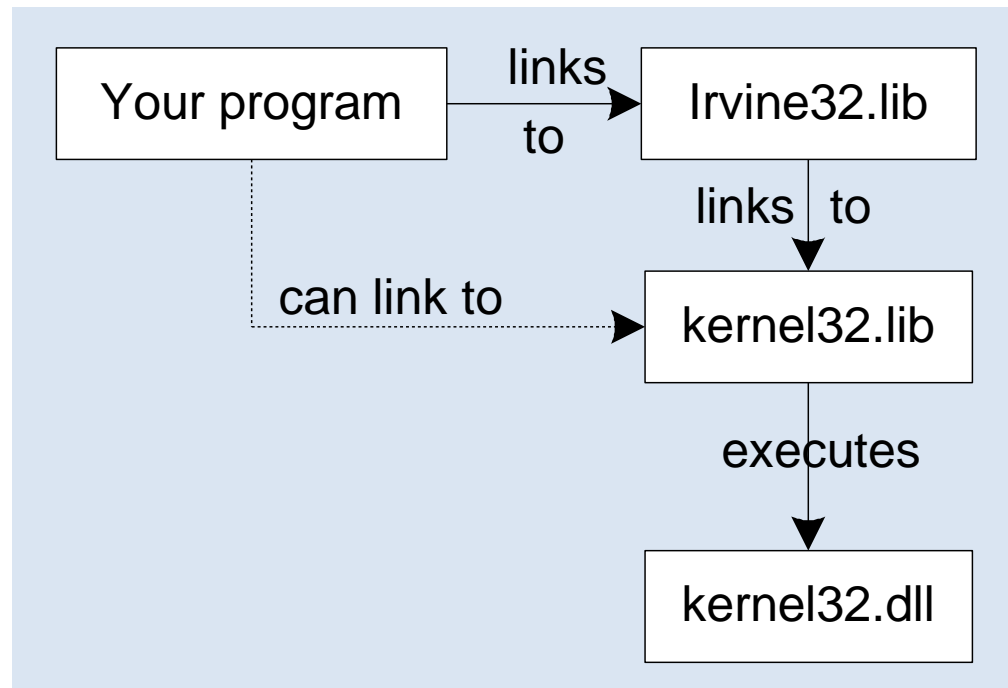 Your program
links
to
Irvine32.lib
links to
can link to
kernel32.lib
executes
kernel32.dll